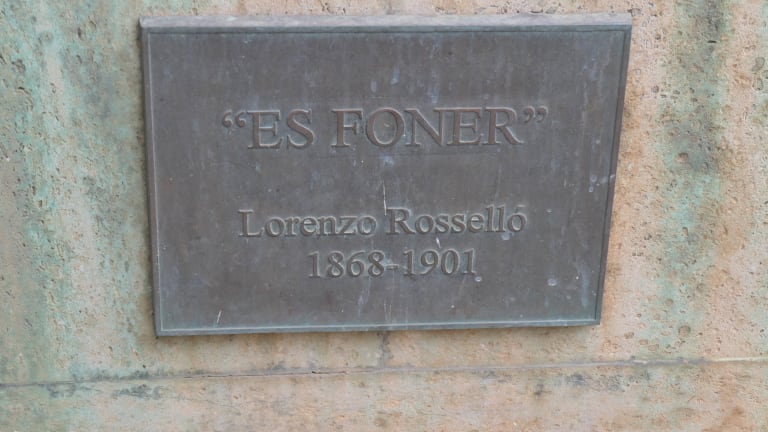 “ES FONER”
Lorenzo Rosselló
1868-1901